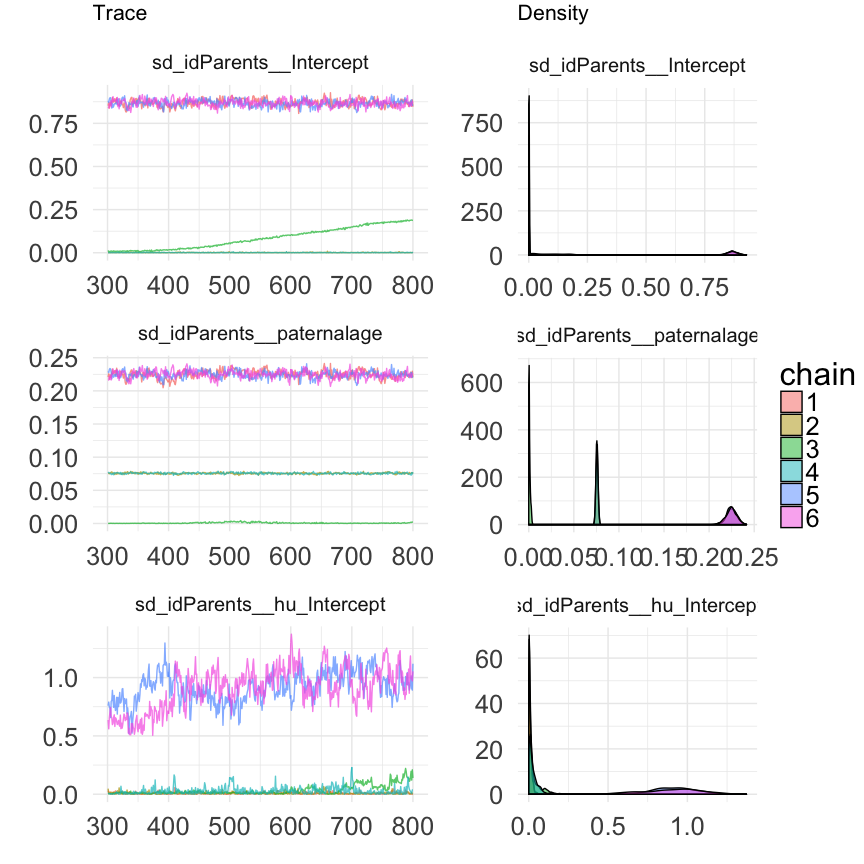 Trace
Density
sd_idParents__Intercept
0.75
0.50
0.25
0.00
300 400 500 600 700 800
sd_idParents__Intercept
750
500
250
0
0.00 0.25 0.50 0.75
sd_idParents__paternalage
0.25
0.20
0.15
0.10
0.05
0.00
300 400 500 600 700 800
sd_idParents__paternalage
600
400
200
0
0.00 0.05 0.10 0.15 0.20 0.25
sd_idParents__hu_Intercept
1.0
0.5
0.0
300 400 500 600 700 800
sd_idParents__hu_Intercep
60
40
20
0
0.0 0.5 1.0
chain
1
2
3
4
5
6